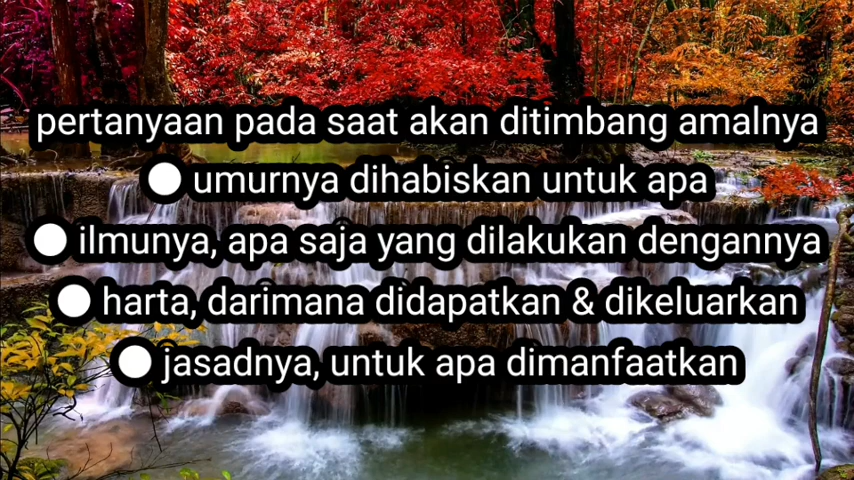 pertanyaan pada saat akan ditimbang amalnya
● umurnya dihabiskan untuk apa
● ilmunya, apa saja yang dilakukan dengannya
● harta, darimana didapatkan & dikeluarkan
● jasadnya, untuk apa dimanfaatkan